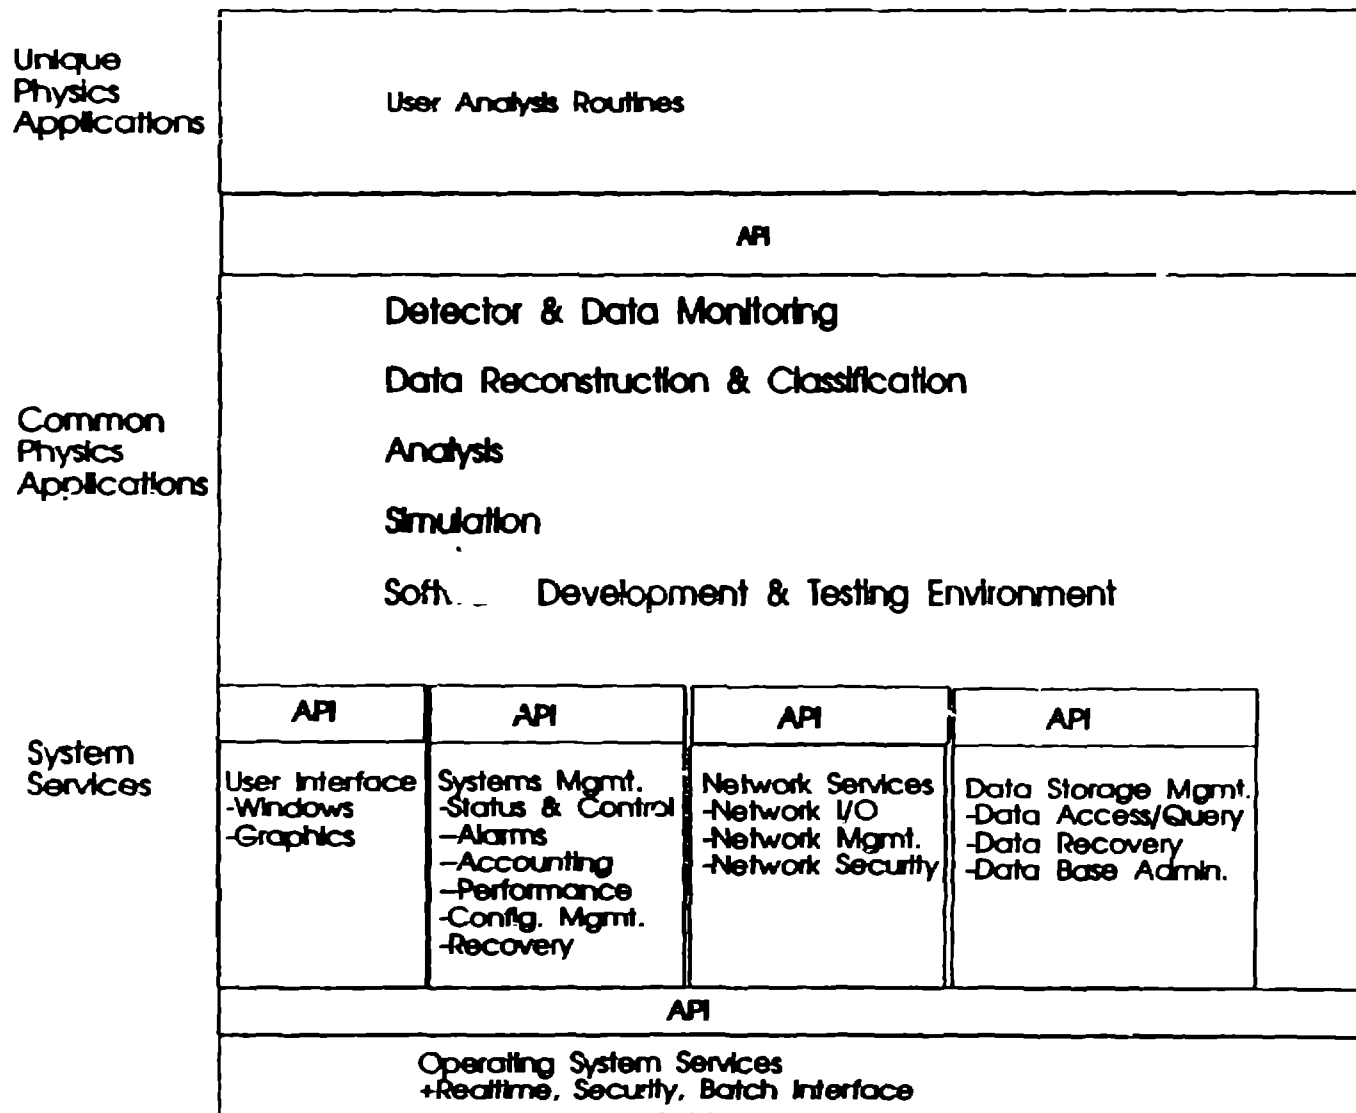 Unique
Physics
Applications
User Analysis Routines
API
Common
Physics
Applications
Detector & Data Monitoring
Data Reconstruction & Classification
Analysis
Simulation
Development & Testing Environment
System
Services
API
User Interface
-Windows
-Graphics
API
Systems Mgmt.
-Status & Control
-Alarms
-Accounting
-Performance
-Config. Mgmt.
-Recovery
API
Network Services
-Network I/O
-Network Mgmt.
-Network Security
API
Data Storage Mgmt.
-Data Access/Query
-Data Recovery
-Data Base Admin.
API
Operating System Services
+Realtime, Security, Batch Interface